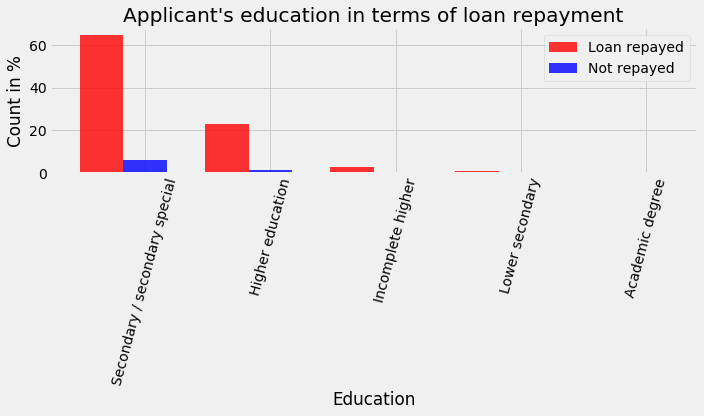 Applicant's education in terms of loan repayment
Loan repayed
Not repayed
Count in %
60
40
20
0
Secondary / secondary special
Higher education
Incomplete higher
Lower secondary
Academic degree
Education